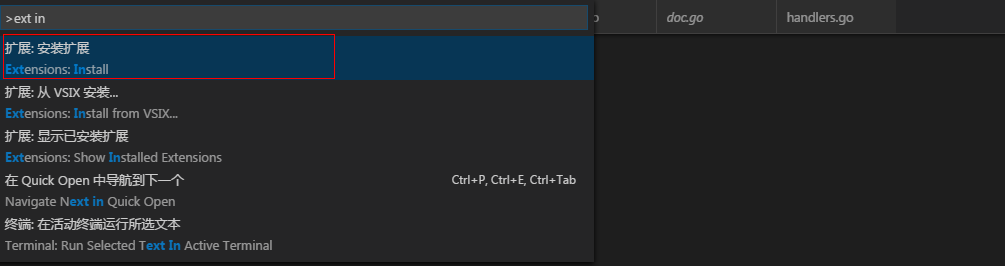 >ext in
doc.go
handlers.go
扩展: 安装扩展
Extensions: Install
扩展: 从 VSIX 安装...
Extensions: Install from VSIX...
扩展: 显示已安装扩展
Extensions: Show Installed Extensions
在 Quick Open 中导航到下一个 Ctrl+P, Ctrl+E, Ctrl+Tab
Navigate Next in Quick Open
终端: 在活动终端运行所选文本
Terminal: Run Selected Text In Active Terminal